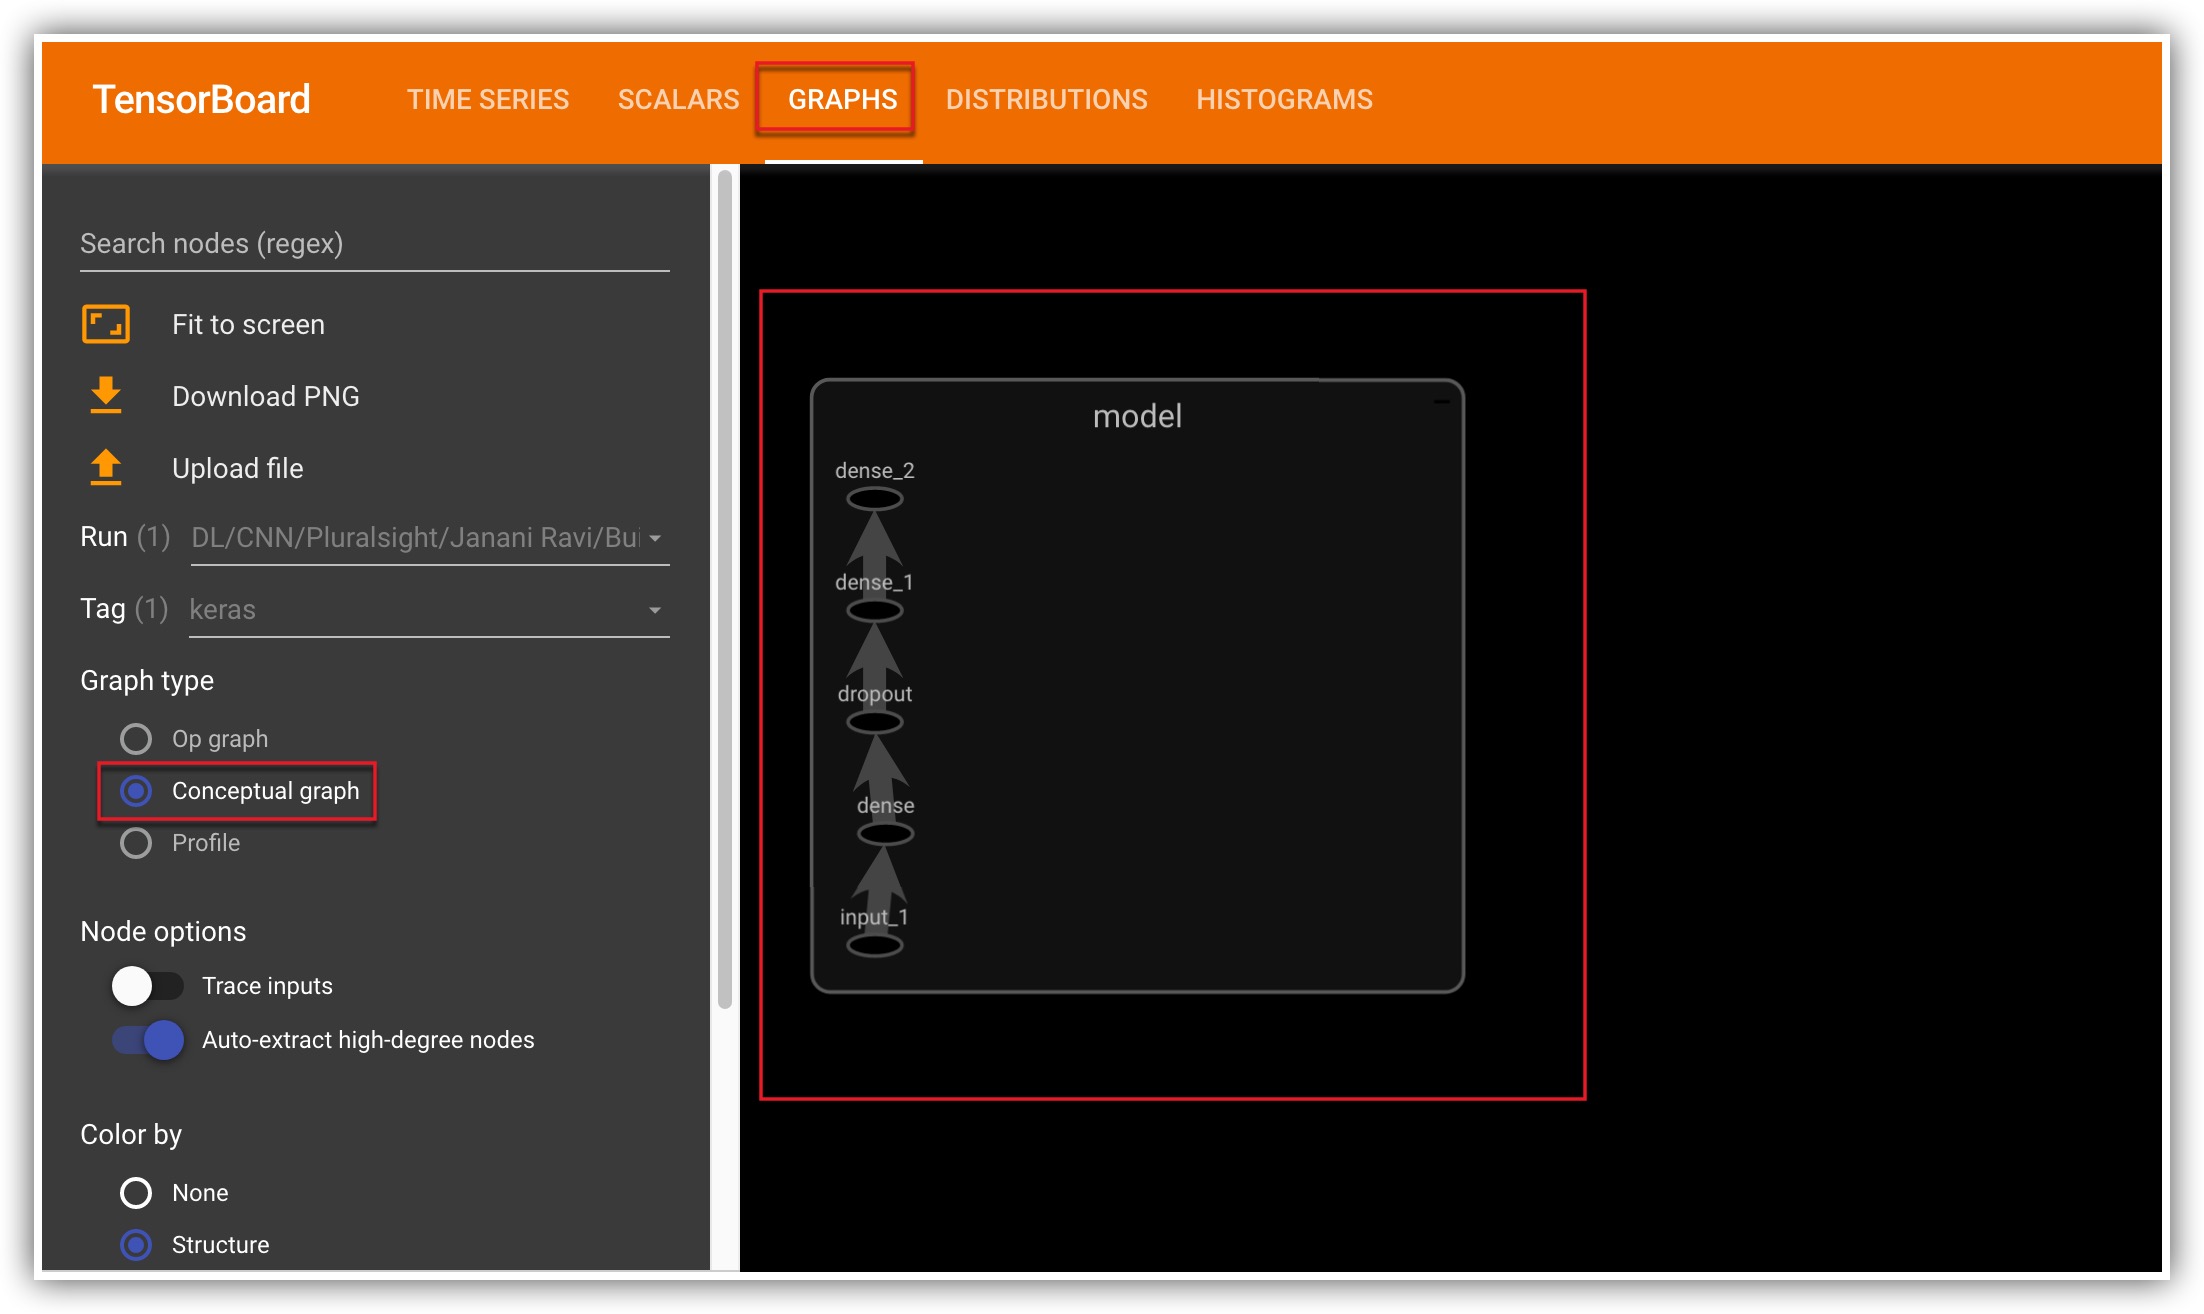 TensorBoard TIME SERIES SCALARS GRAPHS DISTRIBUTIONS HISTOGRAMS
Search nodes (regex)
Fit to screen
Download PNG
Upload file
Run (1) DL/CNN/Pluralsight/Janani Ravi/Bui
Tag (1) keras
Graph type
Op graph
Conceptual graph
Profile
Node options
Trace inputs
Auto-extract high-degree nodes
Color by
None
Structure
model
dense_2
dense_1
dropout
dense
input_1